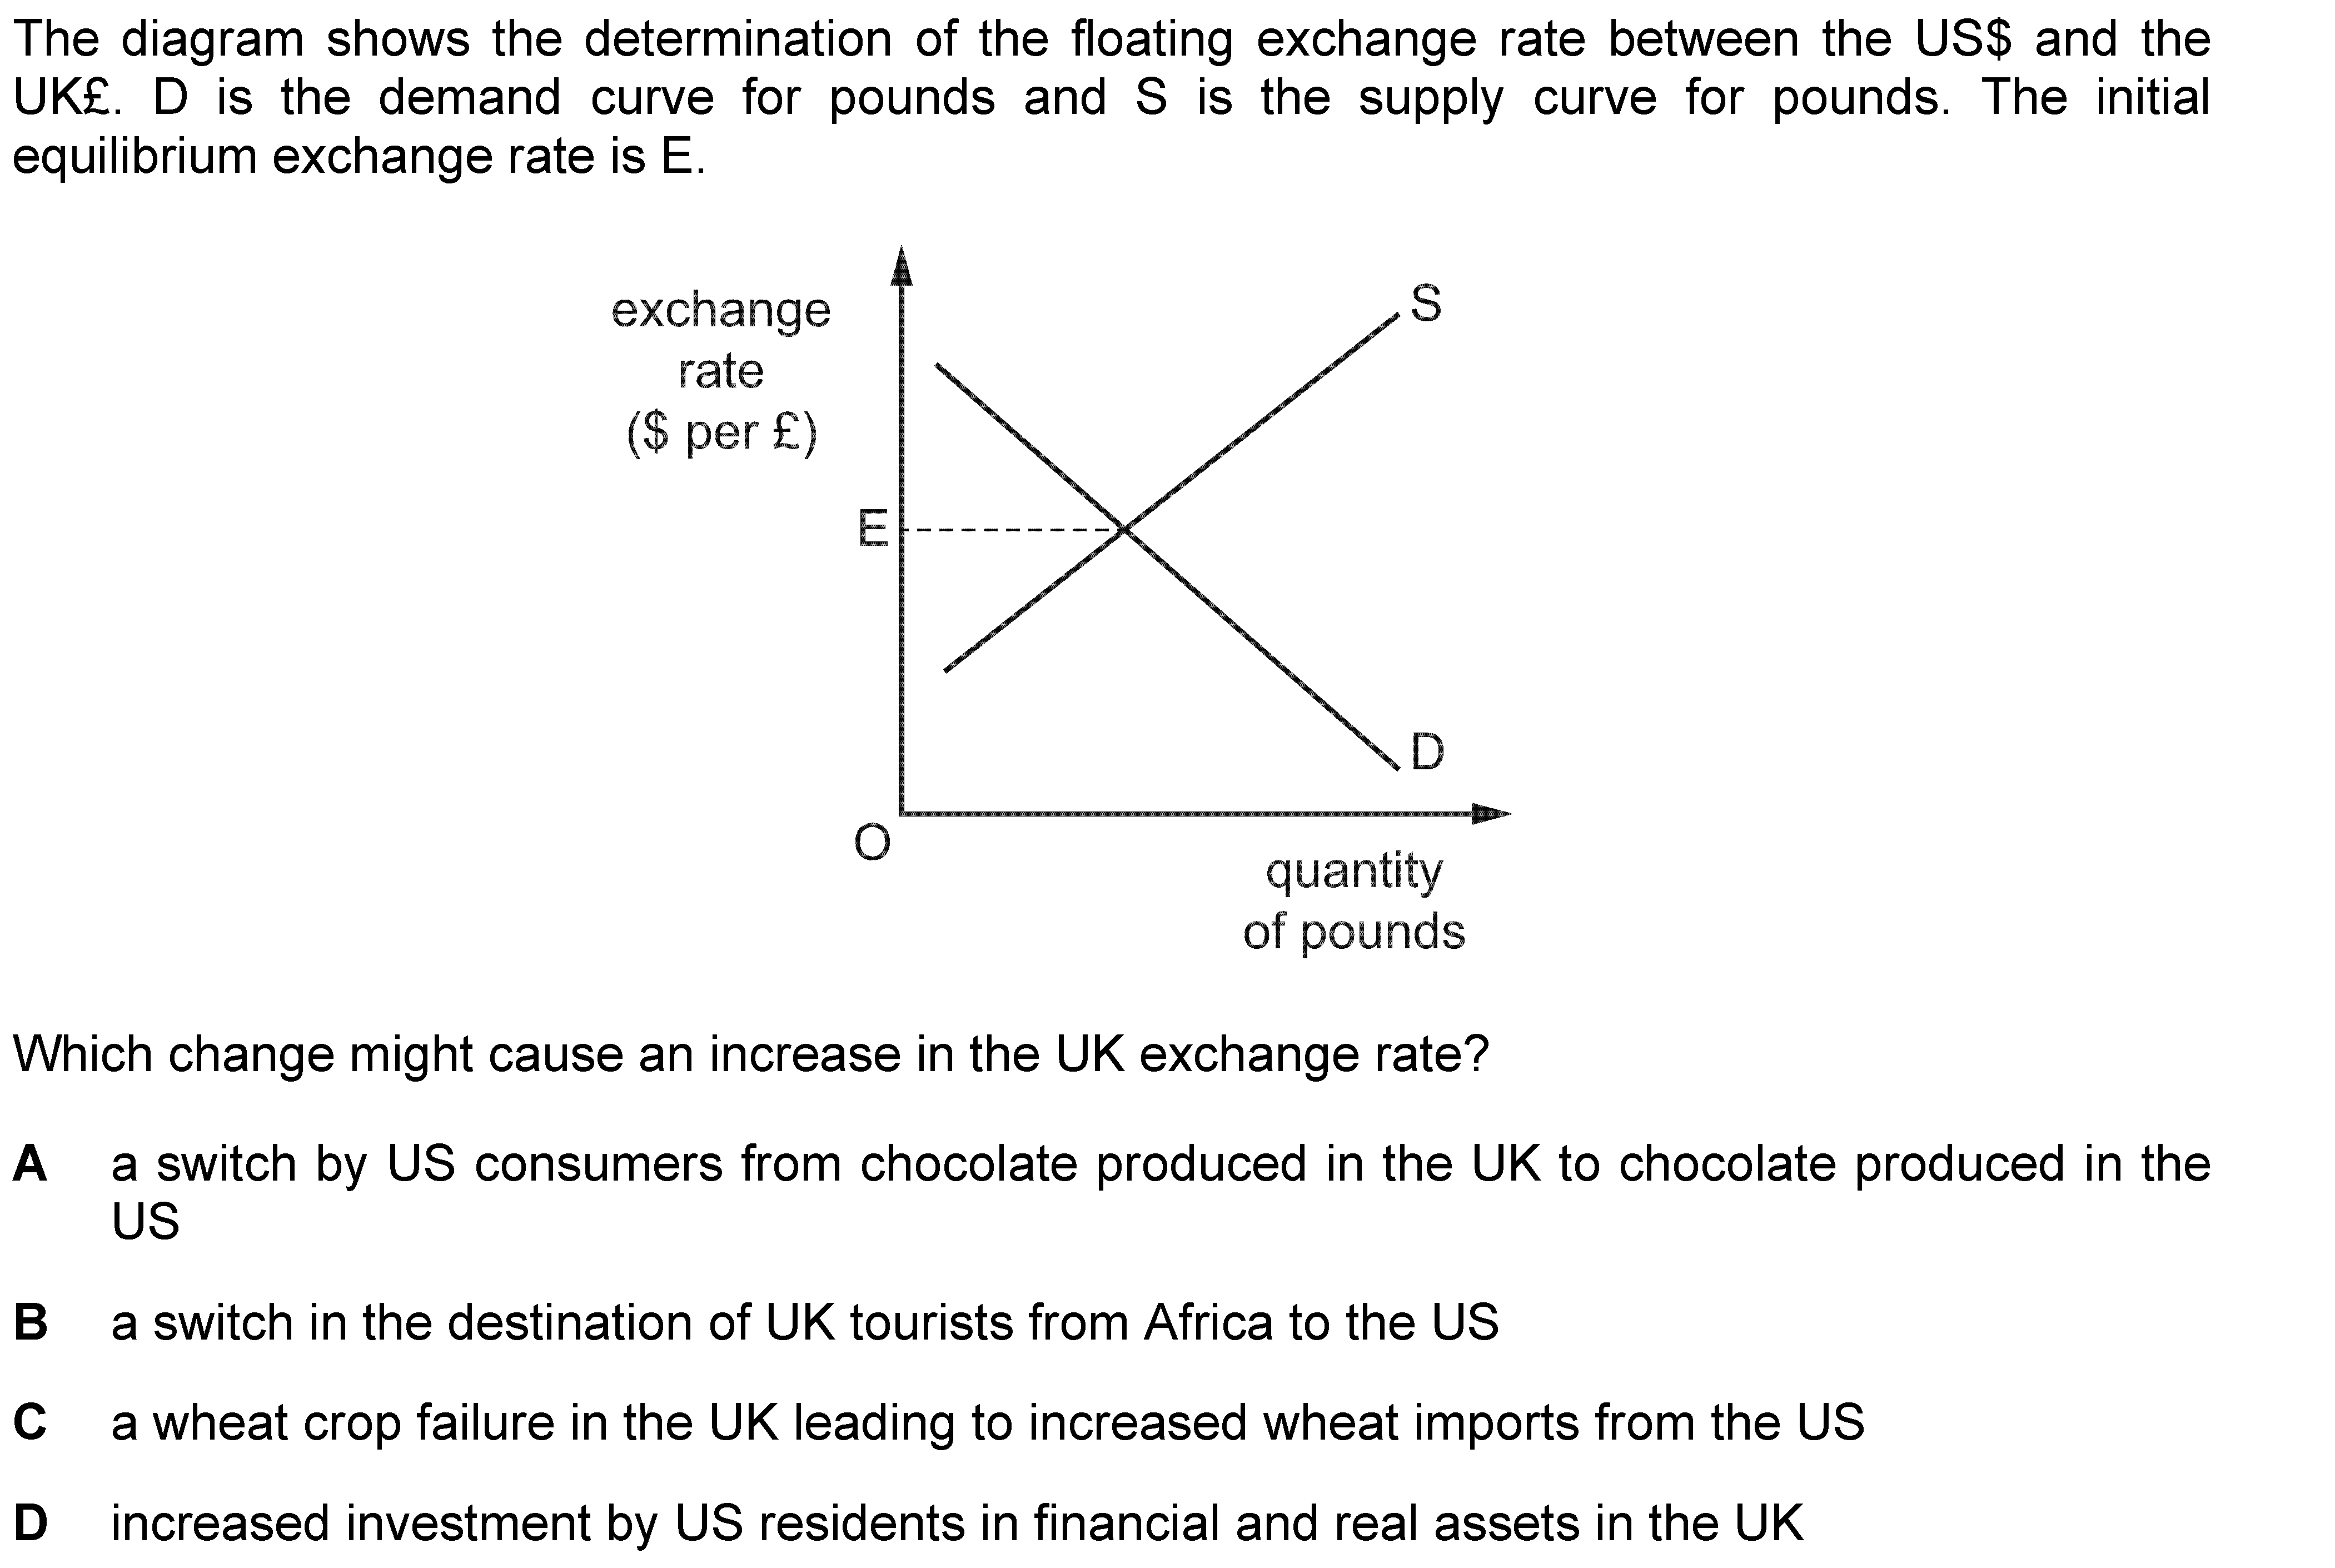 The diagram shows the determination of the floating exchange rate between the US$ and the
UK£. D is the demand curve for pounds and S is the supply curve for pounds. The initial
equilibrium exchange rate is E.
exchange
rate
($ per £)
S
E
D
O
quantity
of pounds
Which change might cause an increase in the UK exchange rate?
A a switch by US consumers from chocolate produced in the UK to chocolate produced in the
US
B a switch in the destination of UK tourists from Africa to the US
C a wheat crop failure in the UK leading to increased wheat imports from the US
D increased investment by US residents in financial and real assets in the UK